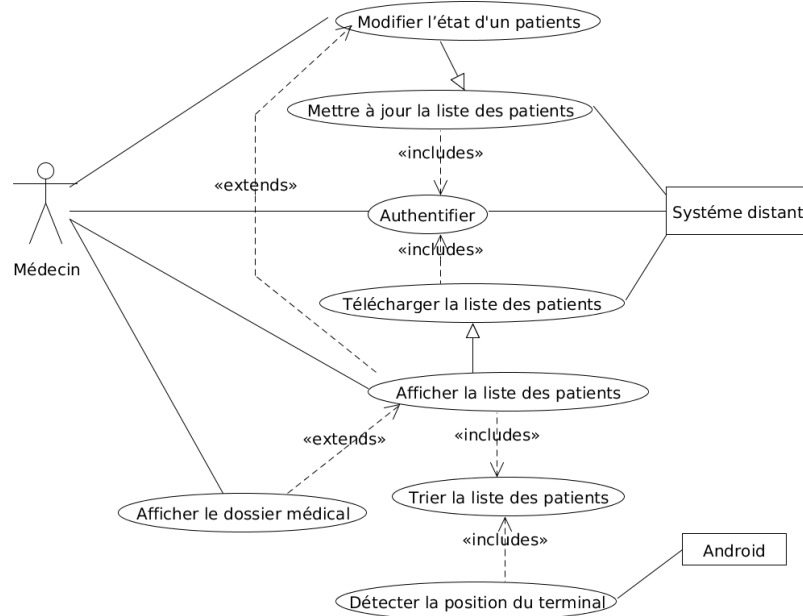 Modifier l'état d'un patients
Mettre à jour la liste des patients
«includes»
«extends»
Authentifier
Systéme distant
«includes»
Médecin
Télécharger la liste des patients
Afficher la liste des patients
«extends»
«includes»
Trier la liste des patients
Afficher le dossier médical
«includes»
Android
Détecter la position du terminal